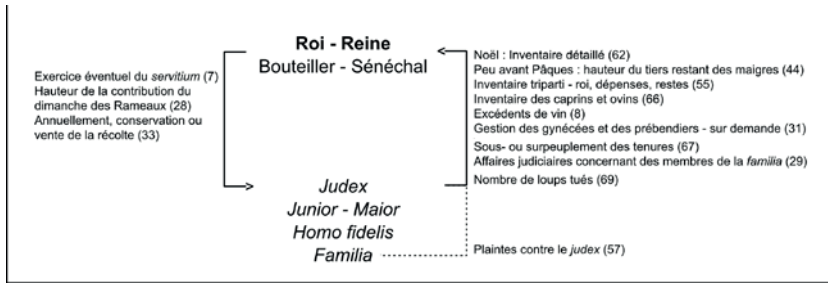 Roi - Reine
Bouteiller - Sénéchal
Exercice éventuel du servitium (7)
Hauteur de la contribution du
dimanche des Rameaux (28)
Annuellement, conservation ou
vente de la récolte (33)
Noël : Inventaire détaillé (62)
Peu avant Pâques : hauteur du tiers restant des maigres (44)
Inventaire triparti - roi, dépenses, restes (55)
Inventaire des caprins et ovins (66)
Excédents de vin (8)
Gestion des gynécées et des prébendiers - sur demande (31)
Sous- ou surpeuplement des tenures (67)
Affaires judiciaires concernant des membres de la familia (29)
Nombre de loups tués (69)
Judex
Junior - Maior
Homo fidelis
Familia
Plaintes contre le judex (57)